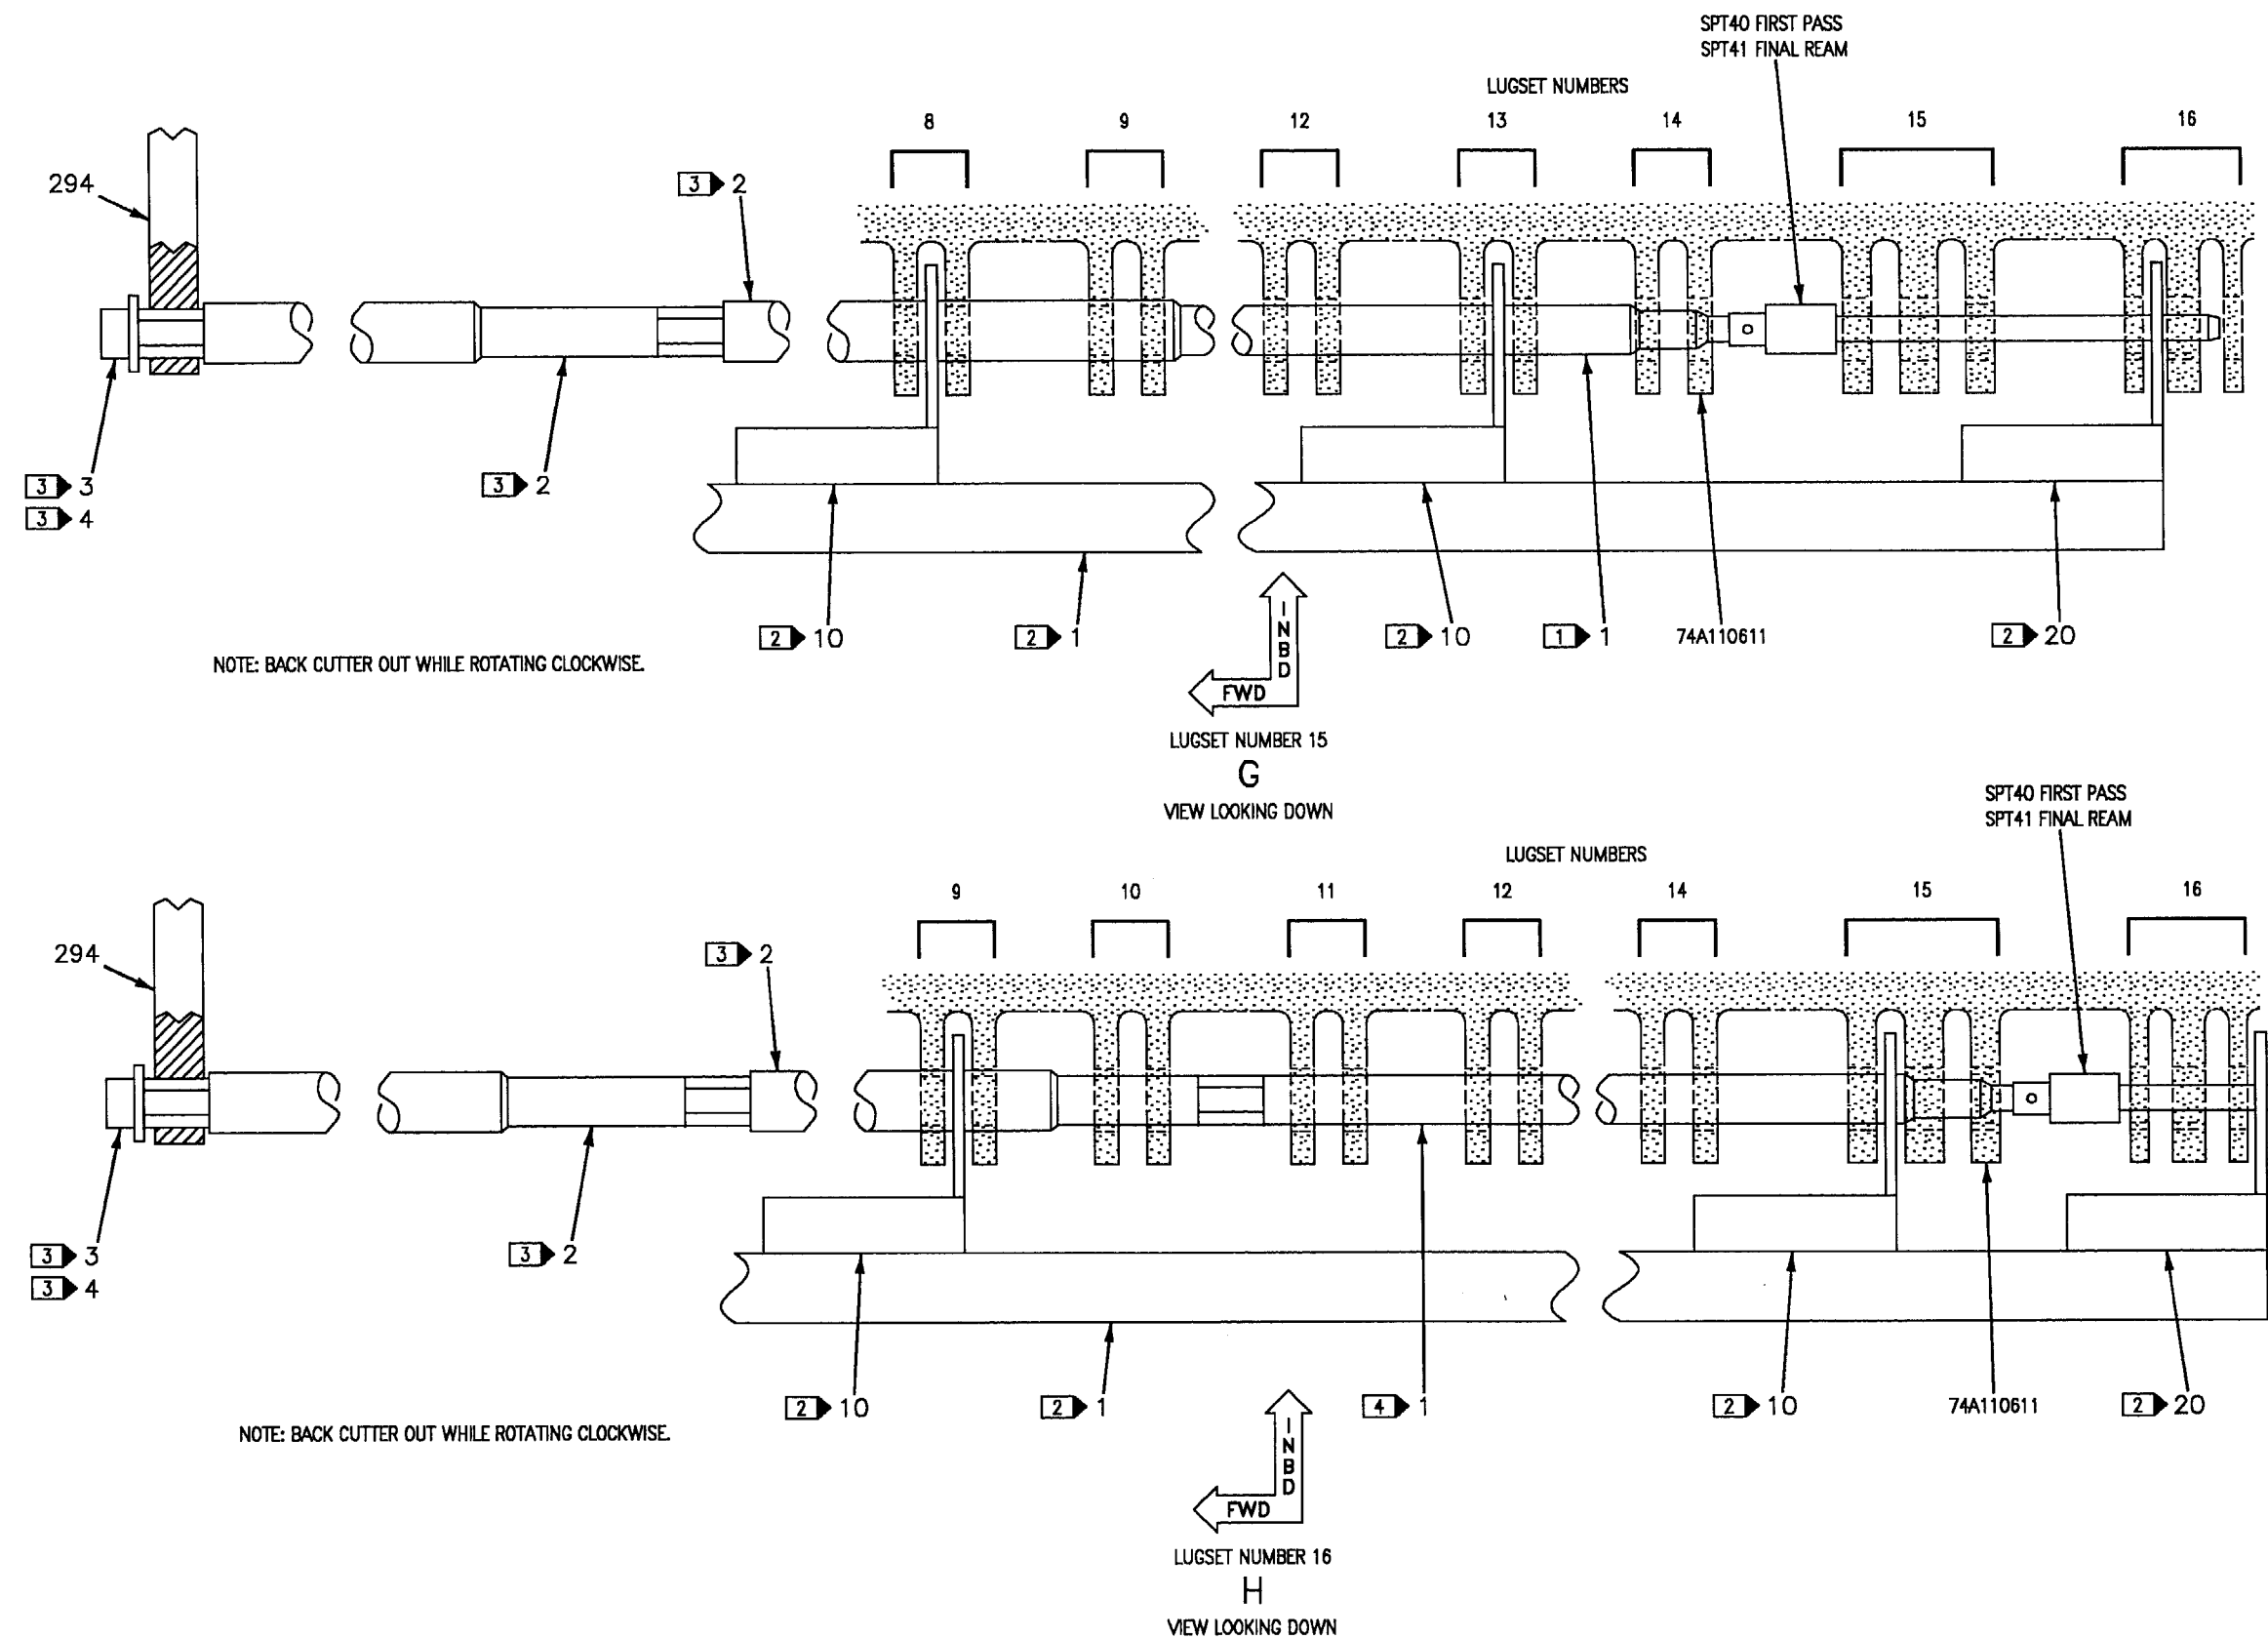 SPT40 FIRST PASS
SPT41 FINAL REAM
LUGSET NUMBERS
8 9 12 13 14 15 16
294
3 2
3 3
3 4
3 2
2 10
2 1
2 10
1 1
74A110611
2 20
NOTE: BACK CUTTER OUT WHILE ROTATING CLOCKWISE.
INBD
FWD
LUGSET NUMBER 15
G
VIEW LOOKING DOWN
SPT40 FIRST PASS
SPT41 FINAL REAM
LUGSET NUMBERS
9 10 11 12 14 15 16
294
3 2
3 3
3 4
3 2
2 10
2 1
4 1
2 10
74A110611
2 20
NOTE: BACK CUTTER OUT WHILE ROTATING CLOCKWISE.
INBD
FWD
LUGSET NUMBER 16
H
VIEW LOOKING DOWN